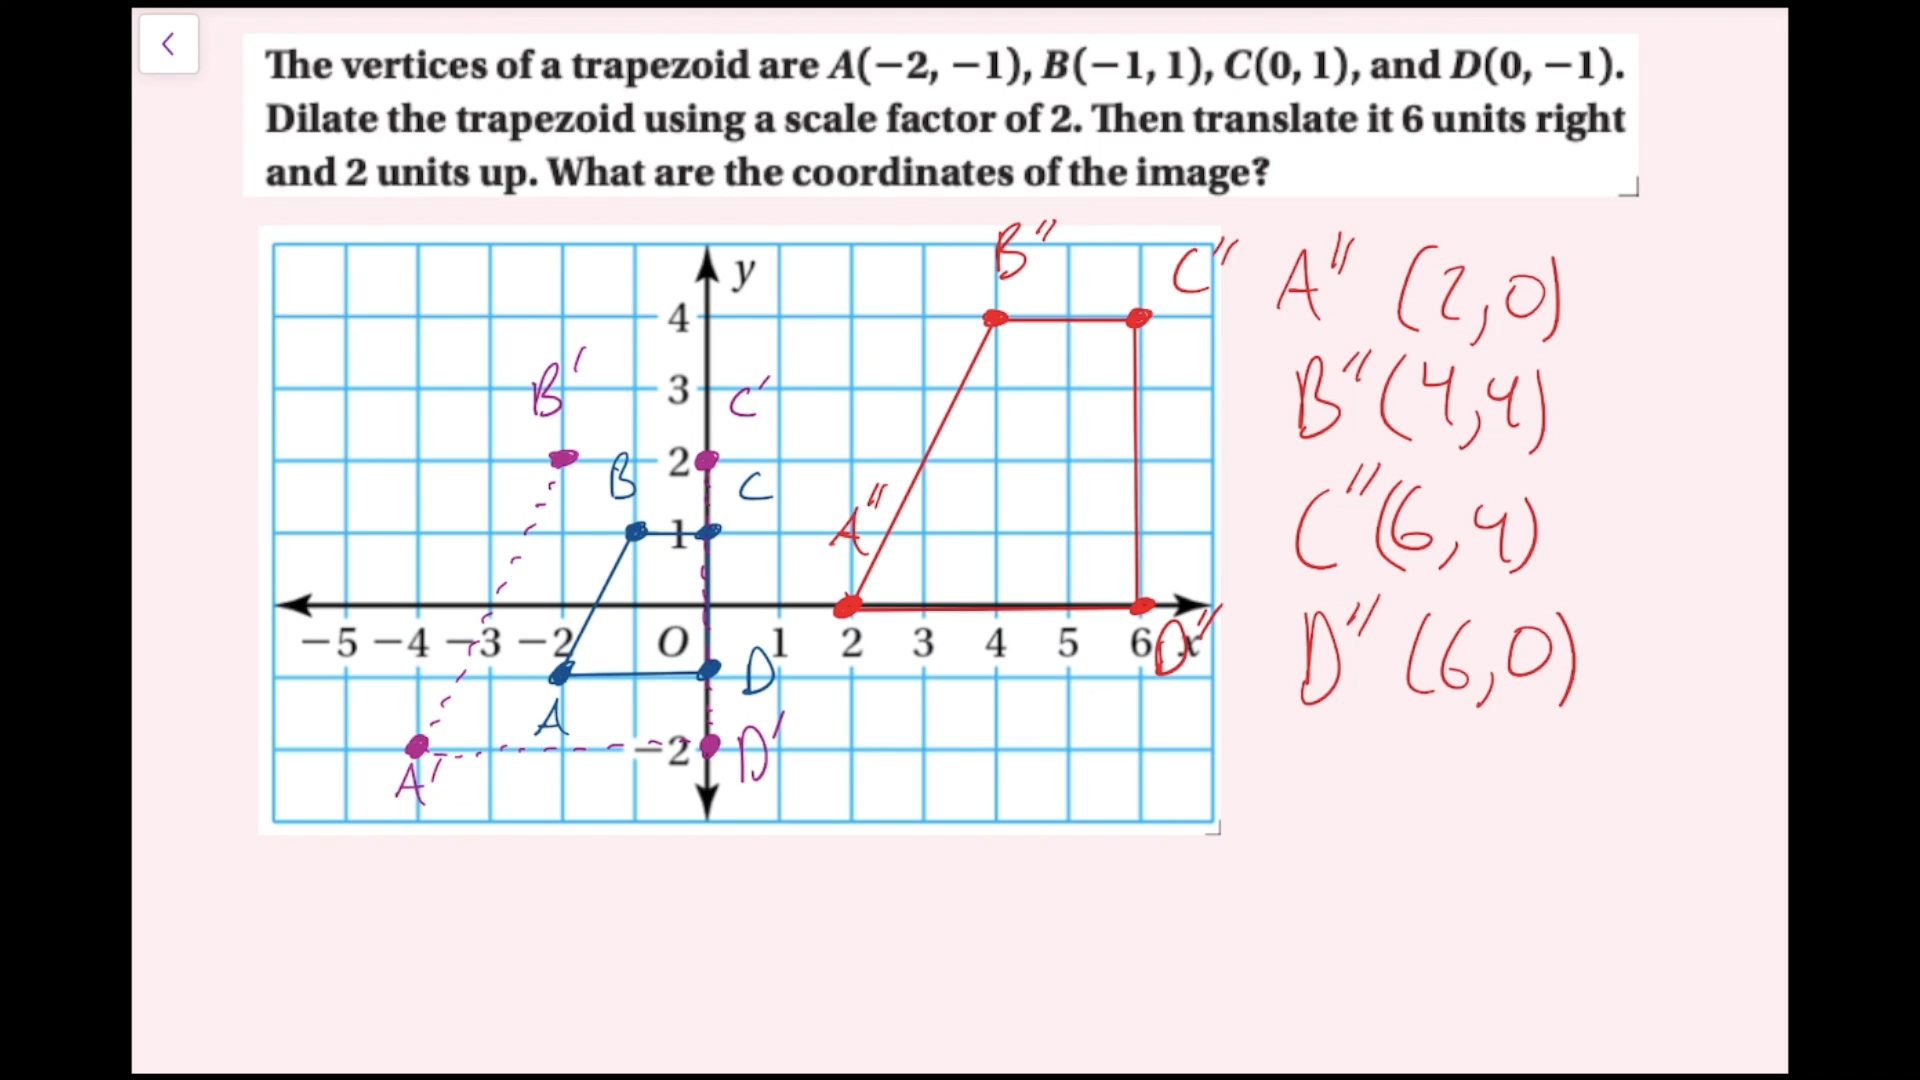 The vertices of a trapezoid are A(−2, −1), B(−1, 1), C(0, 1), and D(0, −1).
Dilate the trapezoid using a scale factor of 2. Then translate it 6 units right
and 2 units up. What are the coordinates of the image?
B″
C″
A″ (2,0)
y
4
B′
3
C′
B″ (4,4)
B
2
C
A″
1
C″ (6,4)
−5 −4 −3 −2 O 1 2 3 4 5 6 x
D″
D
D″ (6,0)
A
−2
D′
A′